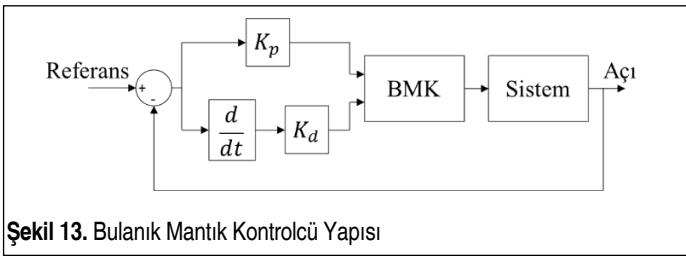 K_p
Referans
+
-
d
dt
K_d
BMK
Sistem
Açı
Şekil 13. Bulanık Mantık Kontrolcü Yapısı